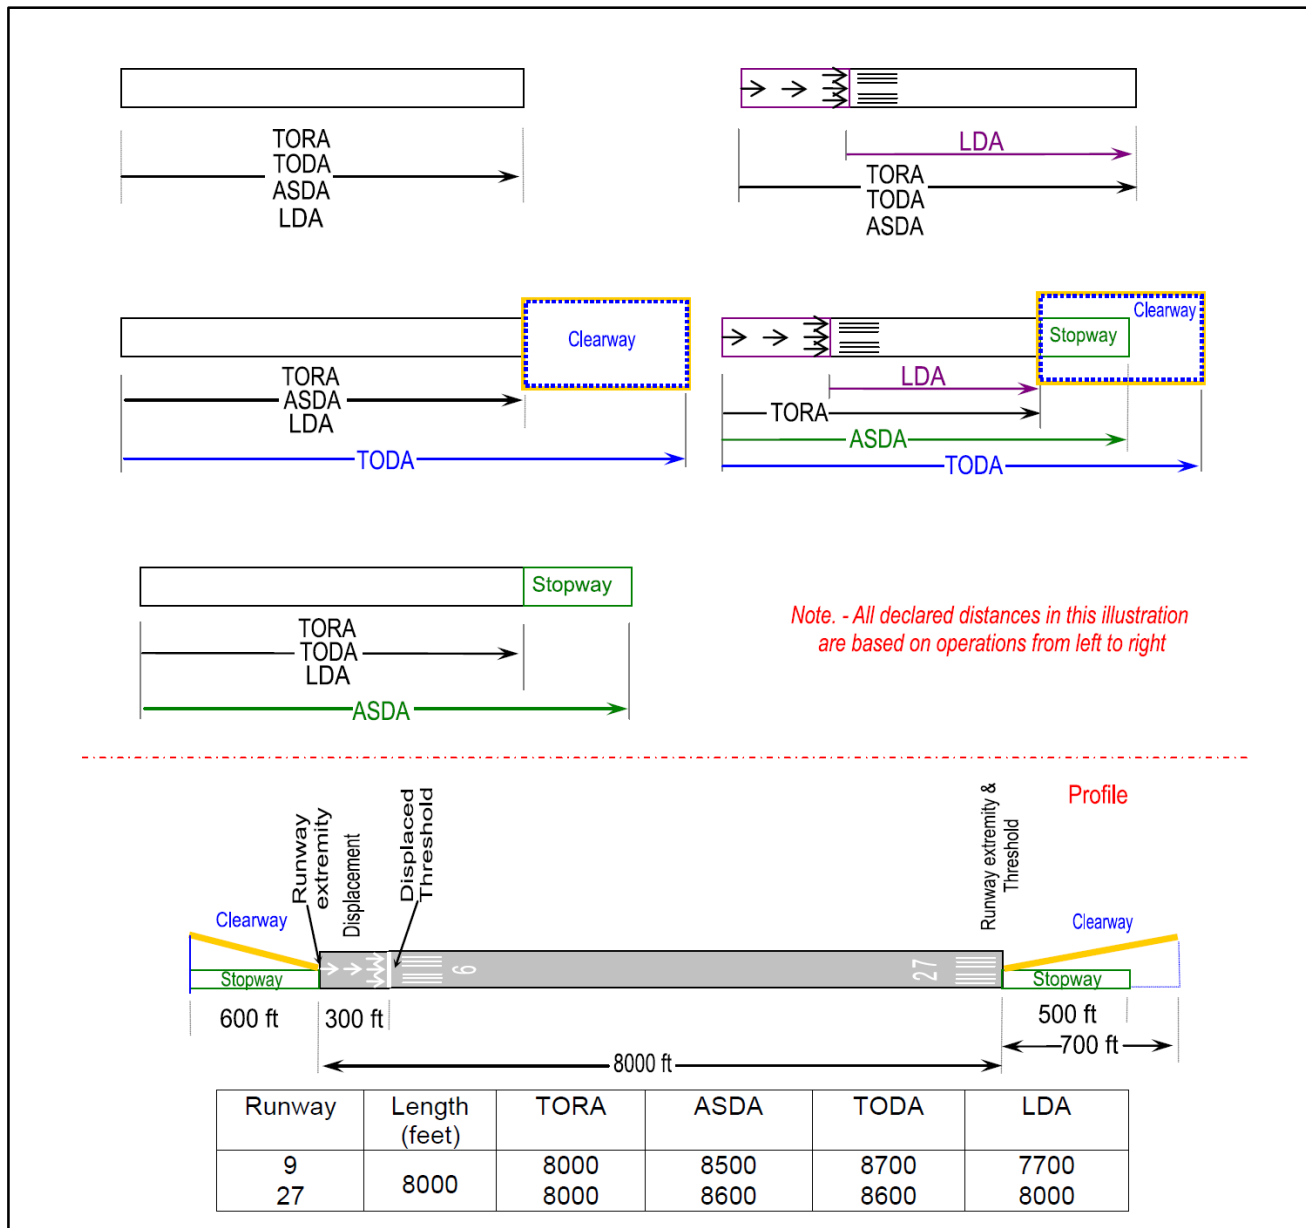 TORA
TODA
ASDA
LDA
LDA
TORA
TODA
ASDA
Clearway
TORA
ASDA
LDA
TODA
Clearway
Stopway
LDA
TORA
ASDA
TODA
Stopway
TORA
TODA
LDA
ASDA
Note. - All declared distances in this illustration
are based on operations from left to right
Profile
Runway
extremity
Displacement
Displaced
Threshold
Runway extremity &
Threshold
Clearway
Clearway
Stopway
9
27
Stopway
600 ft
300 ft
500 ft
700 ft
8000 ft
Runway Length (feet) TORA ASDA TODA LDA
9 8000 8000 8500 8700 7700
27 8000 8600 8600 8000